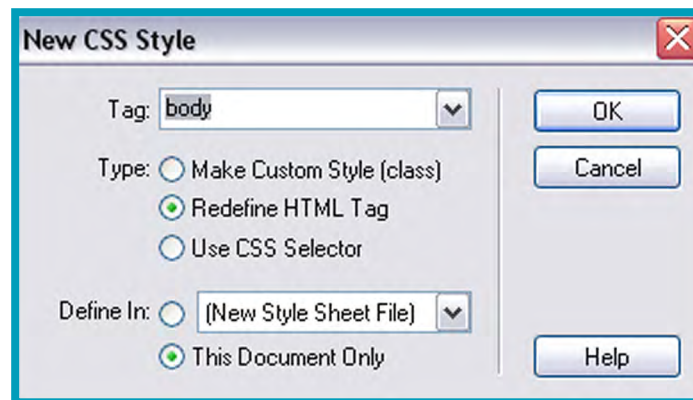 New CSS Style
Tag: body
OK
Type: Make Custom Style (class)
Cancel
Redefine HTML Tag
Use CSS Selector
Define In: (New Style Sheet File)
This Document Only
Help